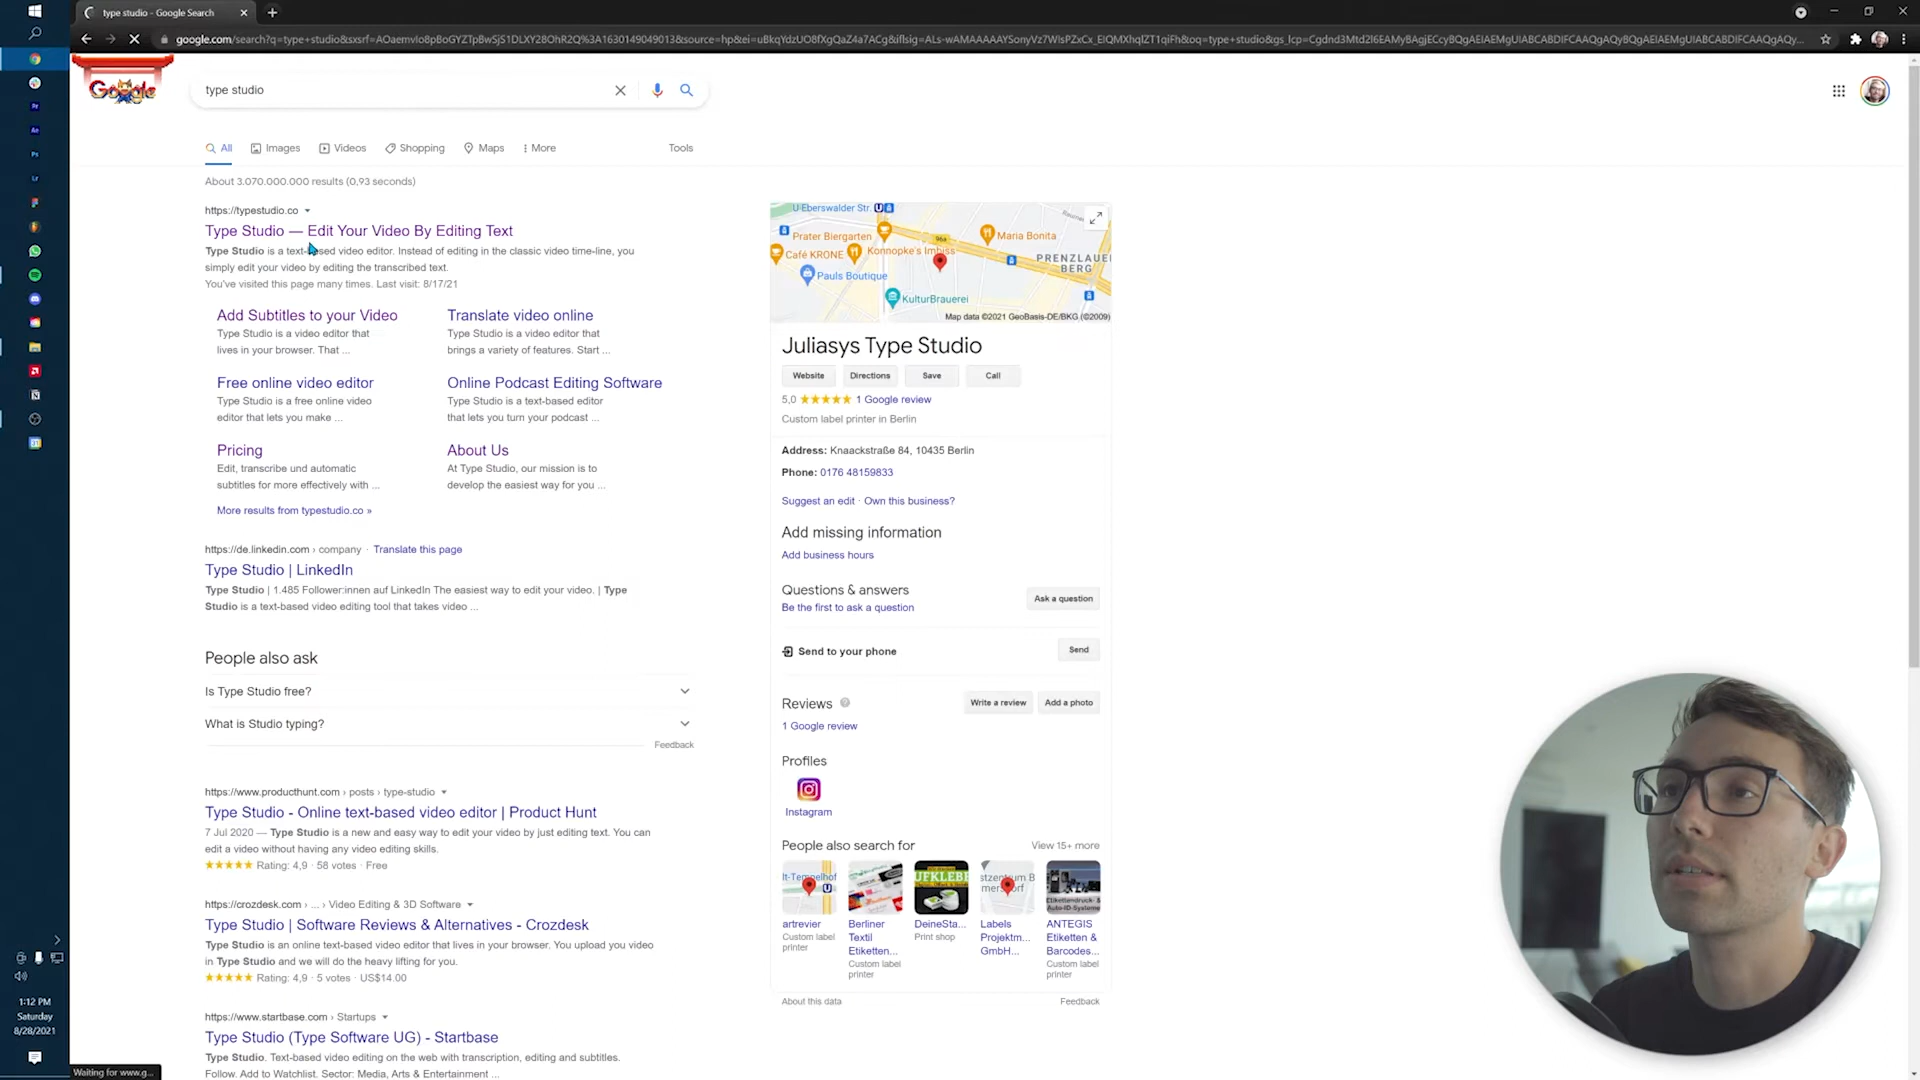 type studio - Google Search
google.com/search?q=type+studio&sxsrf=
type studio
All
Images
Videos
Shopping
Maps
More
Tools
About 3.070.000.000 results (0,93 seconds)
https://typestudio.co
Type Studio — Edit Your Video By Editing Text
Type Studio is a text-based video editor. Instead of editing in the classic video time-line, you
simply edit your video by editing the transcribed text.
You've visited this page many times. Last visit: 8/17/21
Add Subtitles to your Video
Type Studio is a video editor that
lives in your browser. That ...
Translate video online
Type Studio is a video editor that
brings a variety of features. Start ...
Free online video editor
Type Studio is a free online video
editor that lets you make ...
Online Podcast Editing Software
Type Studio is a text-based editor
that lets you turn your podcast ...
Pricing
Edit, transcribe und automatic
subtitles for more effectively with ...
About Us
At Type Studio, our mission is to
develop the easiest way for you ...
More results from typestudio.co »
https://de.linkedin.com › company · Translate this page
Type Studio | LinkedIn
Type Studio | 1.485 Follower:innen auf LinkedIn The easiest way to edit your video. | Type
Studio is a text-based video editing tool that takes video ...
People also ask
Is Type Studio free?
What is Studio typing?
Feedback
https://www.producthunt.com › posts › type-studio
Type Studio - Online text-based video editor | Product Hunt
7 Jul 2020 — Type Studio is a new and easy way to edit your video by just editing text. You can
edit a video without having any video editing skills.
Rating: 4,9 · 58 votes · Free
https://crozdesk.com › ... › Video Editing & 3D Software
Type Studio | Software Reviews & Alternatives - Crozdesk
Type Studio is an online text-based video editor that lives in your browser. You upload you video
in Type Studio and we will do the heavy lifting for you.
Rating: 4,9 · 5 votes · US$14.00
https://www.startbase.com › Startups
Type Studio (Type Software UG) - Startbase
Type Studio. Text-based video editing on the web with transcription, editing and subtitles.
Follow. Add to Watchlist. Sector: Media, Arts & Entertainment ...
U Eberswalder Str.
Prater Biergarten
96a
Maria Bonita
Café KRONE
Konnopke's Imbiss
PRENZLAUER
BERG
Pauls Boutique
KulturBrauerei
Map data ©2021 GeoBasis-DE/BKG (©2009)
Juliasys Type Studio
Website
Directions
Save
Call
5,0
1 Google review
Custom label printer in Berlin
Address: Knaackstraße 84, 10435 Berlin
Phone: 0176 48159833
Suggest an edit · Own this business?
Add missing information
Add business hours
Questions & answers
Be the first to ask a question
Ask a question
Send to your phone
Send
Reviews
Write a review
Add a photo
1 Google review
Profiles
Instagram
People also search for
View 15+ more
artrevier
Custom label
printer
Berliner
Textil
Etiketten...
Custom label
printer
DeineSta...
Print shop
Labels
Projektm...
GmbH...
ANTEGIS
Etiketten &
Barcodes...
Custom label
printer
About this data
Feedback
1:12 PM
Saturday
8/28/2021
Waiting for www.g...